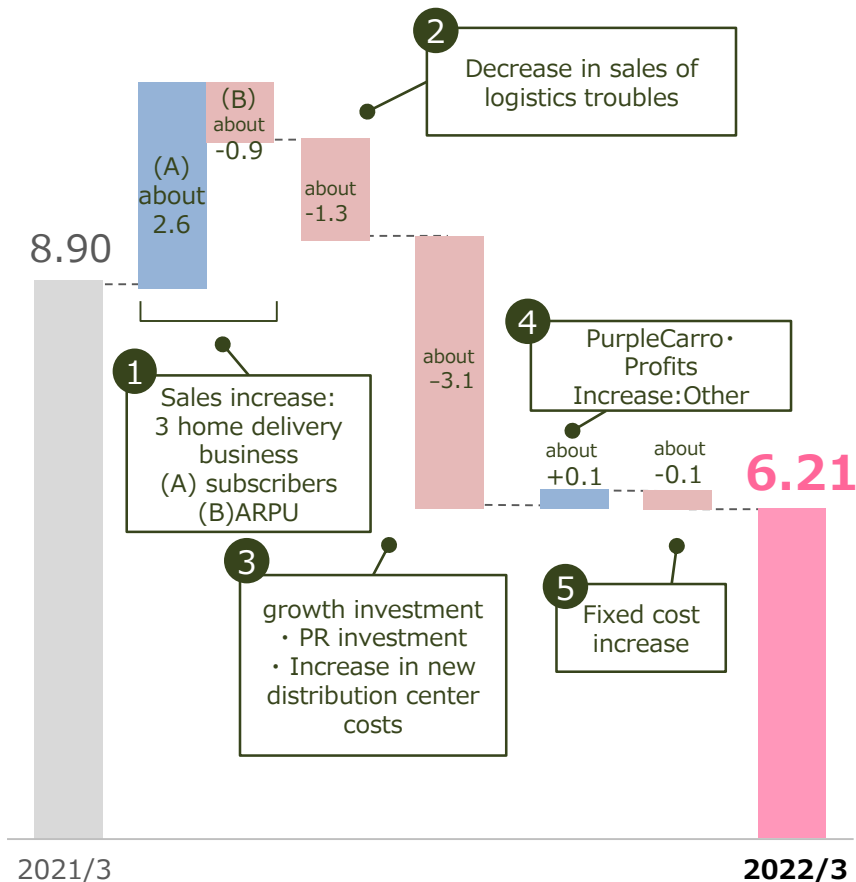 2
Decrease in sales of
logistics troubles
(B)
about
-0.9
(A)
about
2.6
about
-1.3
8.90
about
-3.1
4
PurpleCarro・
Profits
Increase:Other
1
Sales increase:
3 home delivery
business
(A) subscribers
(B)ARPU
about
+0.1
about
-0.1
6.21
3
growth investment
・ PR investment
・ Increase in new
distribution center
costs
5
Fixed cost
increase
2021/3
2022/3